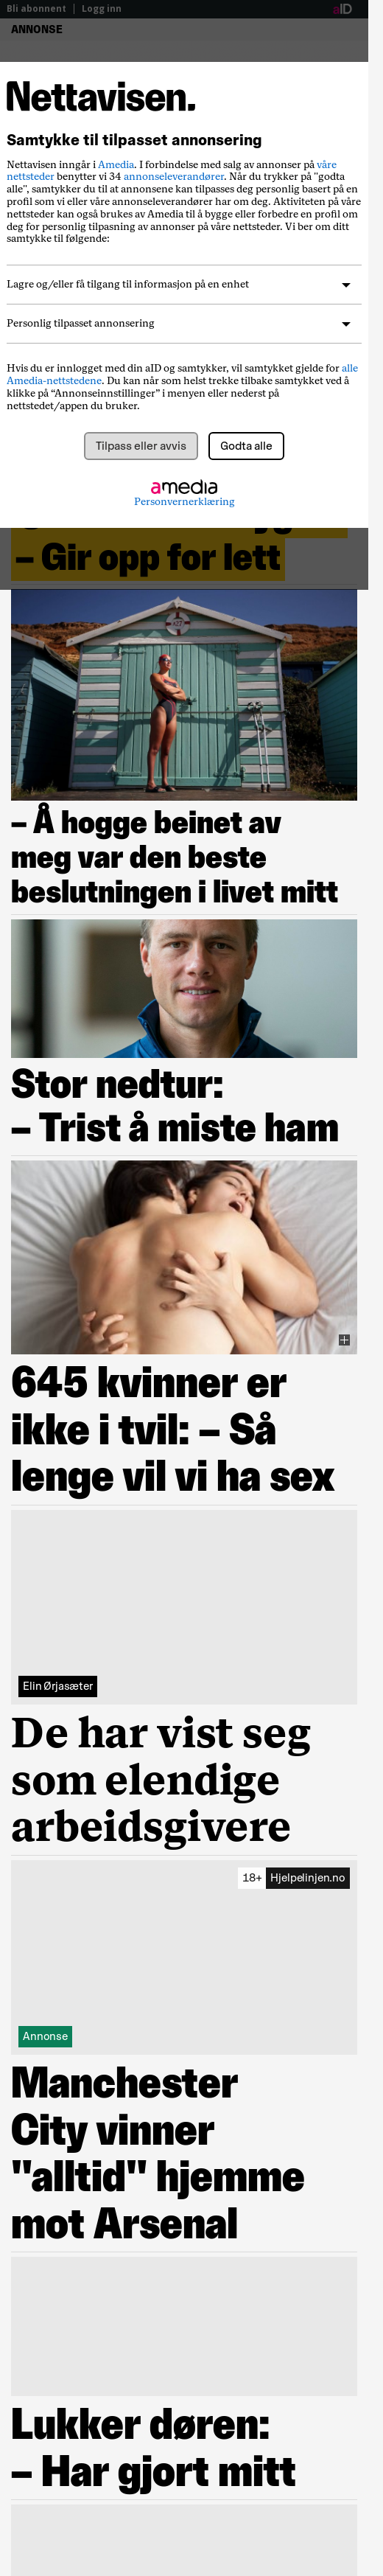 Bli abonnent | Logg inn
aID
ANNONSE
Nettavisen.
Samtykke til tilpasset annonsering
Nettavisen inngår i Amedia. I forbindelse med salg av annonser på våre
nettsteder benytter vi 34 annonseleverandører. Når du trykker på "godta
alle", samtykker du til at annonsene kan tilpasses deg personlig basert på en
profil som vi eller våre annonseleverandører har om deg. Aktiviteten på våre
nettsteder kan også brukes av Amedia til å bygge eller forbedre en profil om
deg for personlig tilpasning av annonser på våre nettsteder. Vi ber om ditt
samtykke til følgende:
Lagre og/eller få tilgang til informasjon på en enhet
Personlig tilpasset annonsering
Hvis du er innlogget med din aID og samtykker, vil samtykket gjelde for alle
Amedia-nettstedene. Du kan når som helst trekke tilbake samtykket ved å
klikke på “Annonseinnstillinger” i menyen eller nederst på
nettstedet/appen du bruker.
Tilpass eller avvis
Godta alle
amedia
Personvernerklæring
– Gir opp for lett
– Å hogge beinet av
meg var den beste
beslutningen i livet mitt
Stor nedtur:
– Trist å miste ham
645 kvinner er
ikke i tvil: – Så
lenge vil vi ha sex
Elin Ørjasæter
De har vist seg
som elendige
arbeidsgivere
18+ Hjelpelinjen.no
Annonse
Manchester
City vinner
"alltid" hjemme
mot Arsenal
Lukker døren:
– Har gjort mitt